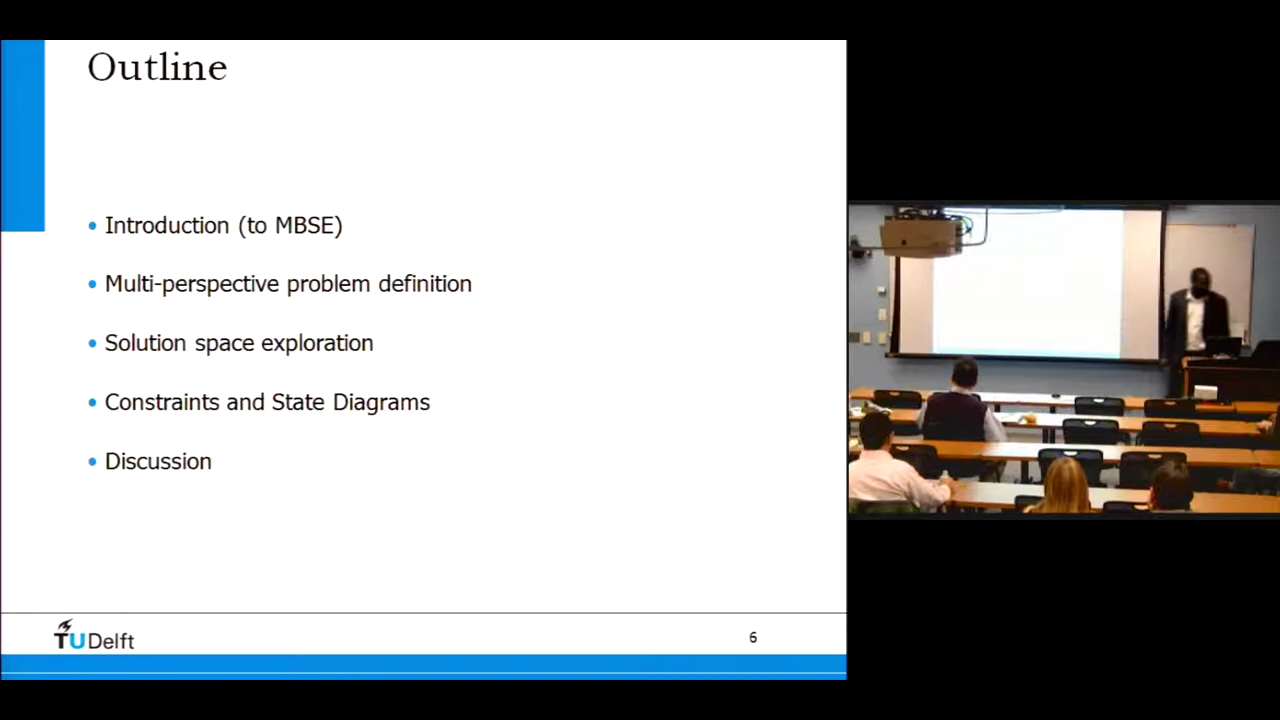 Outline
• Introduction (to MBSE)
• Multi-perspective problem definition
• Solution space exploration
• Constraints and State Diagrams
• Discussion
TUDelft
6